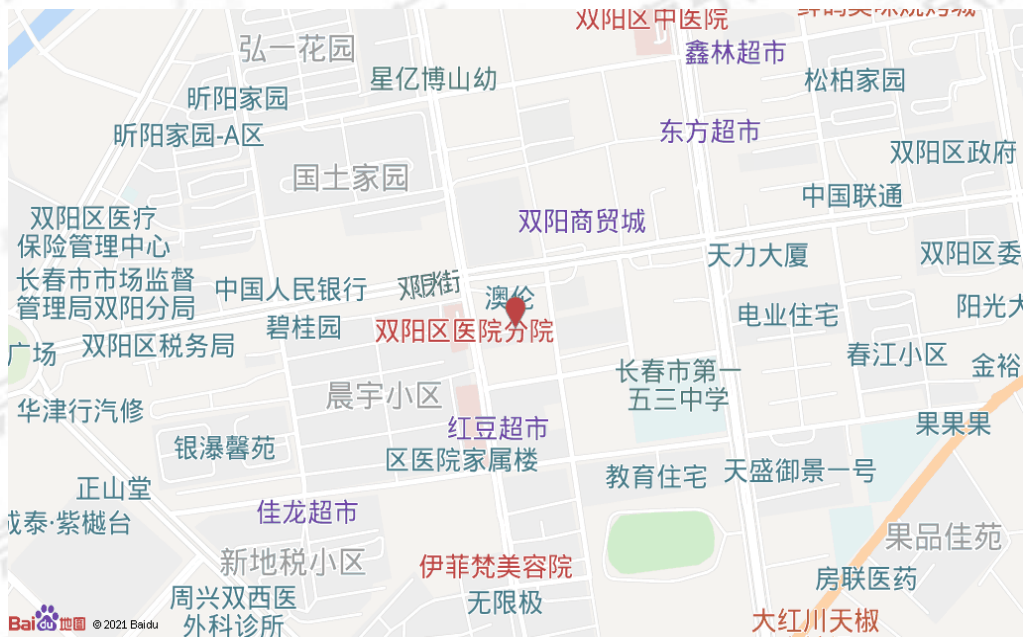 双阳区中医院
弘一花园
鑫林超市
星亿博山幼
松柏家园
昕阳家园
昕阳家园-A区
东方超市
双阳区政府
国土家园
中国联通
双阳区医疗
保险管理中心
双阳商贸城
天力大厦
双阳区委
长春市市场监督
管理局双阳分局
中国人民银行
澳伦
阳光大
碧桂园
双阳区医院分院
电业住宅
广场
双阳区税务局
春江小区
金裕
长春市第一
五三中学
晨宇小区
华津行汽修
果果果
红豆超市
银瀑馨苑
区医院家属楼
教育住宅
天盛御景一号
正山堂
佳龙超市
成泰·紫樾台
果品佳苑
新地税小区
伊菲梵美容院
房联医药
周兴双西医
外科诊所
无限极
大红川天椒
Bai du 地图
© 2021 Baidu